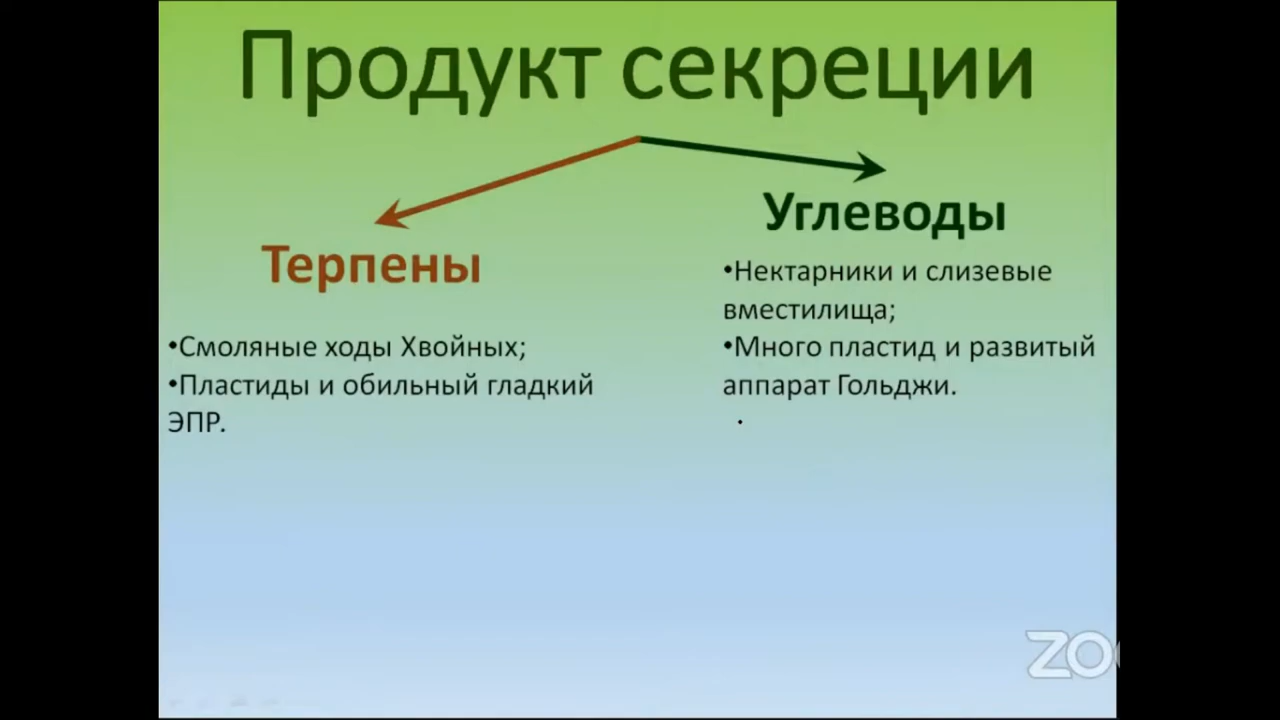 Продукт секреции
Терпены
•Смоляные ходы Хвойных;
•Пластиды и обильный гладкий
ЭПР.
Углеводы
•Нектарники и слизевые
вместилища;
•Много пластид и развитый
аппарат Гольджи.
zo